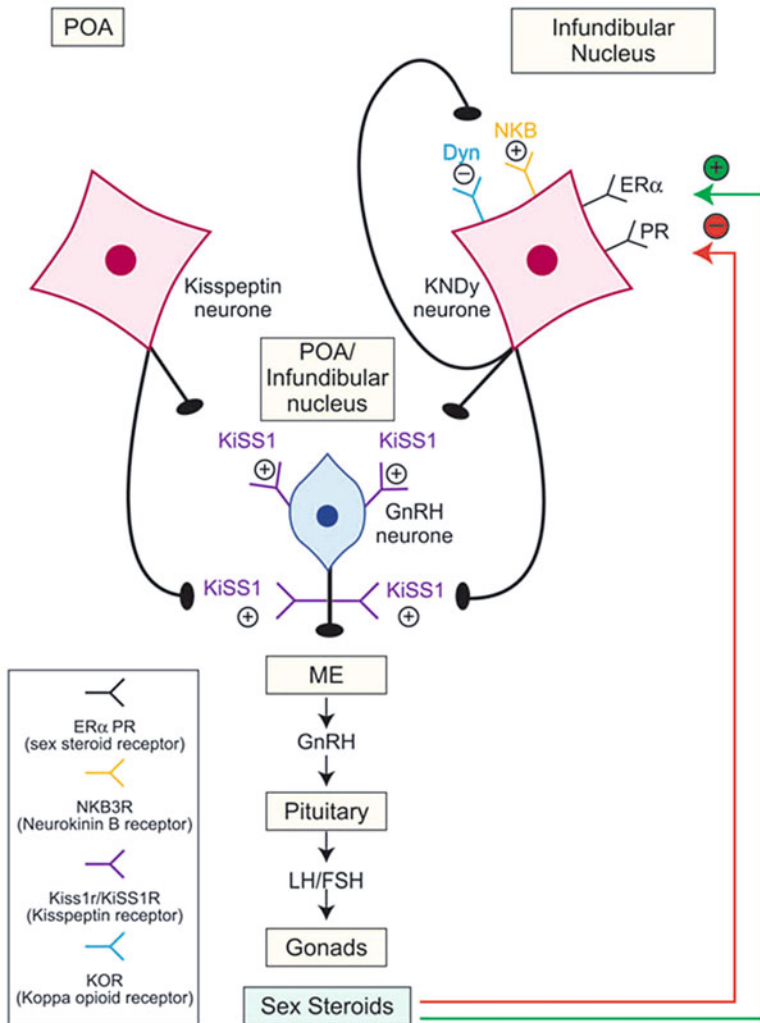 POA
Infundibular
Nucleus
NKB
+
Dyn
−
ERα
+
PR
−
Kisspeptin
neurone
KNDy
neurone
POA/
Infundibular
nucleus
KiSS1
+
KiSS1
+
GnRH
neurone
KiSS1
+
KiSS1
+
ME
GnRH
Pituitary
LH/FSH
Gonads
Sex Steroids
ERα PR
(sex steroid receptor)
NKB3R
(Neurokinin B receptor)
Kiss1r/KiSS1R
(Kisspeptin receptor)
KOR
(Koppa opioid receptor)